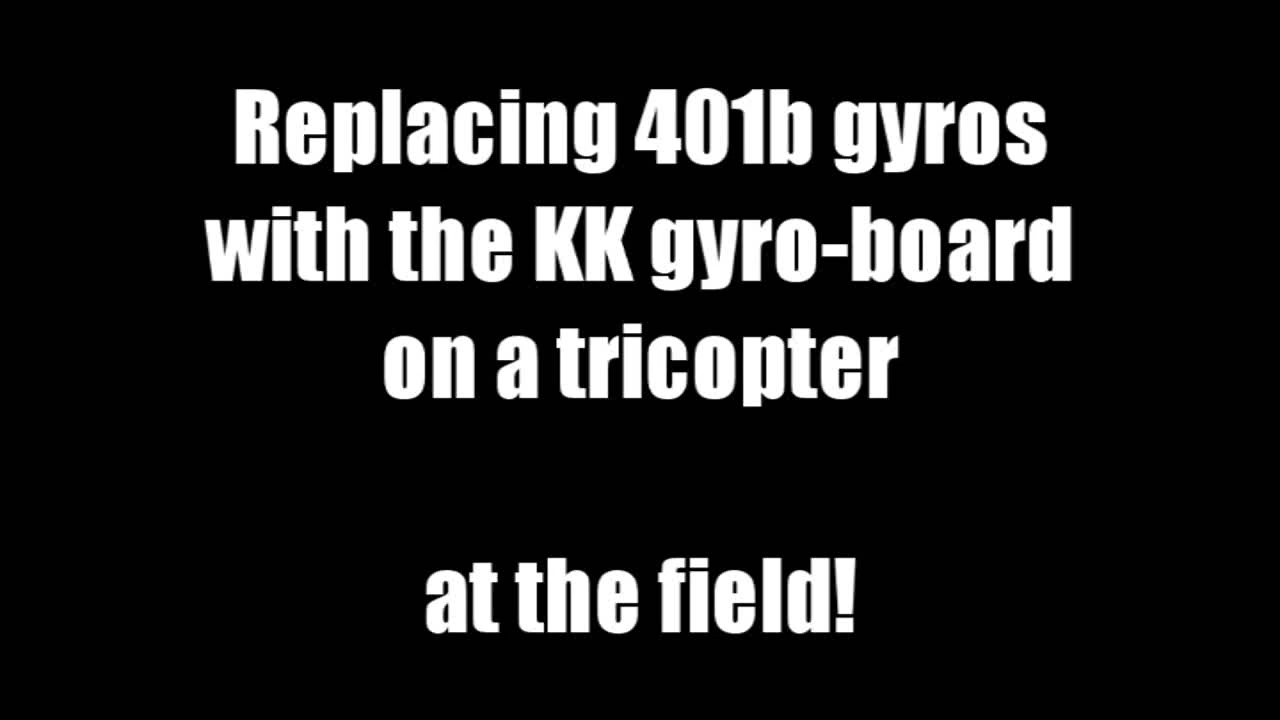 Replacing 401b gyros
with the KK gyro-board
on a tricopter
at the field!